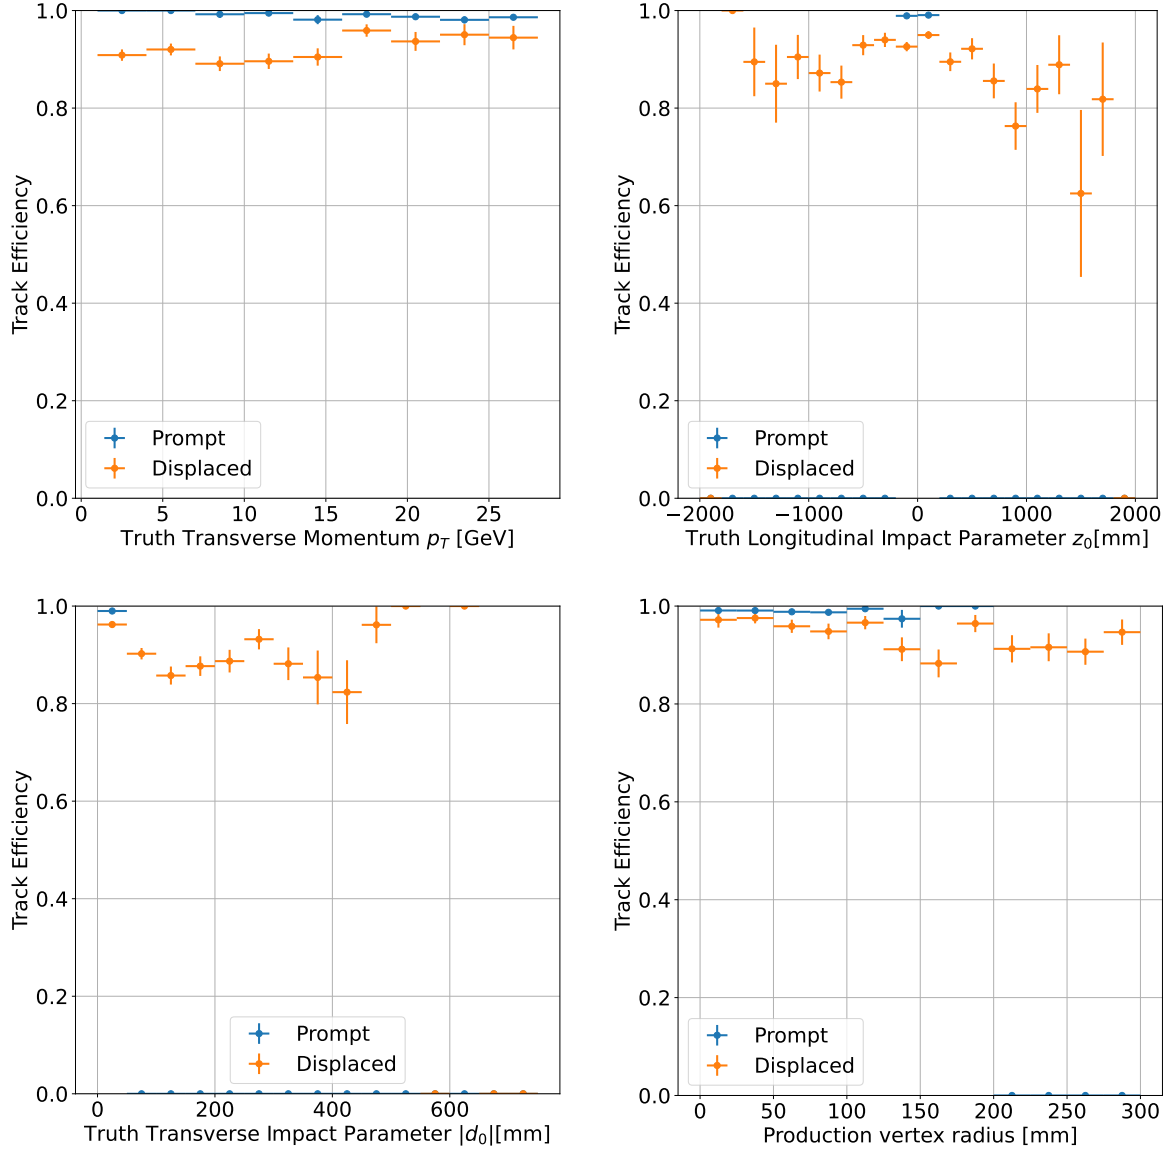 1.0
0.8
0.6
0.4
0.2
0.0
Track Efficiency
Prompt
Displaced
0 5 10 15 20 25
Truth Transverse Momentum p_T [GeV]
1.0
0.8
0.6
0.4
0.2
0.0
Track Efficiency
Prompt
Displaced
−2000 −1000 0 1000 2000
Truth Longitudinal Impact Parameter z_0[mm]
1.0
0.8
0.6
0.4
0.2
0.0
Track Efficiency
Prompt
Displaced
0 200 400 600
Truth Transverse Impact Parameter |d_0|[mm]
1.0
0.8
0.6
0.4
0.2
0.0
Track Efficiency
Prompt
Displaced
0 50 100 150 200 250 300
Production vertex radius [mm]